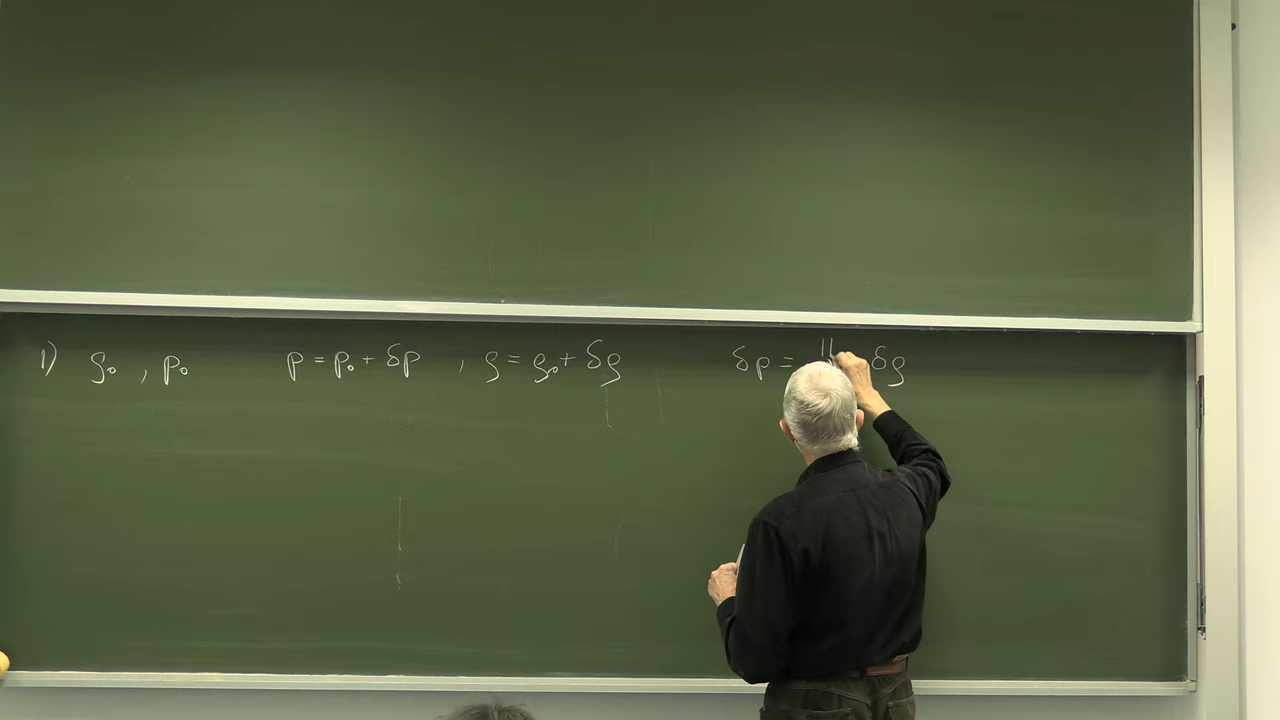 1) ρ₀ , p₀ p = p₀ + δp , ρ = ρ₀ + δρ δp = δρ